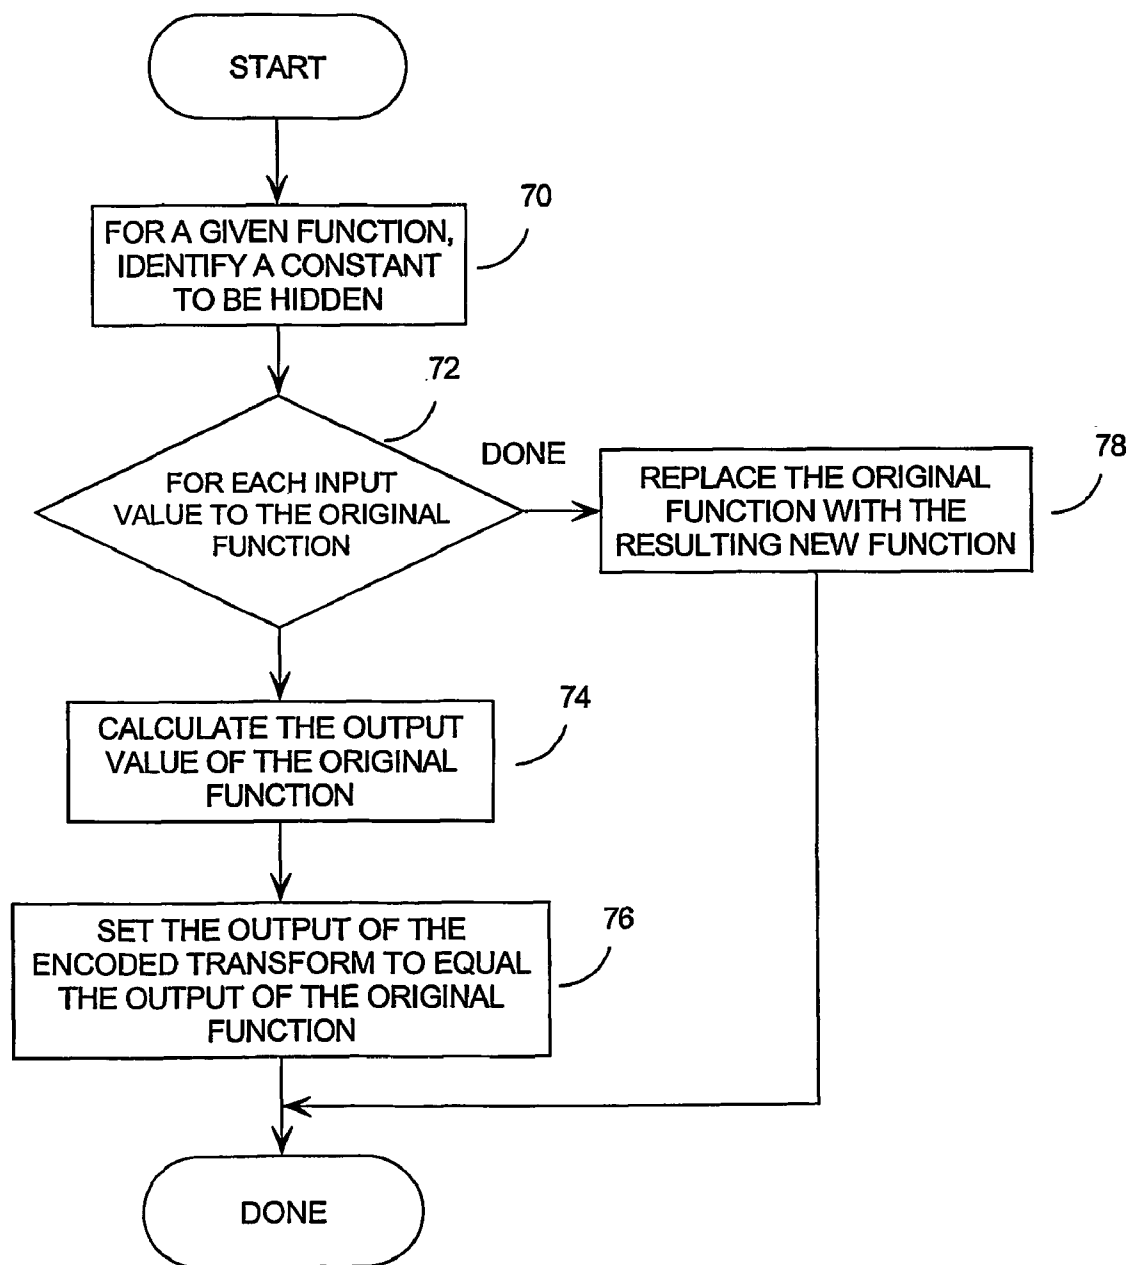 START
70
FOR A GIVEN FUNCTION,
IDENTIFY A CONSTANT
TO BE HIDDEN
72
FOR EACH INPUT
VALUE TO THE ORIGINAL
FUNCTION
DONE
78
REPLACE THE ORIGINAL
FUNCTION WITH THE
RESULTING NEW FUNCTION
74
CALCULATE THE OUTPUT
VALUE OF THE ORIGINAL
FUNCTION
76
SET THE OUTPUT OF THE
ENCODED TRANSFORM TO EQUAL
THE OUTPUT OF THE ORIGINAL
FUNCTION
DONE